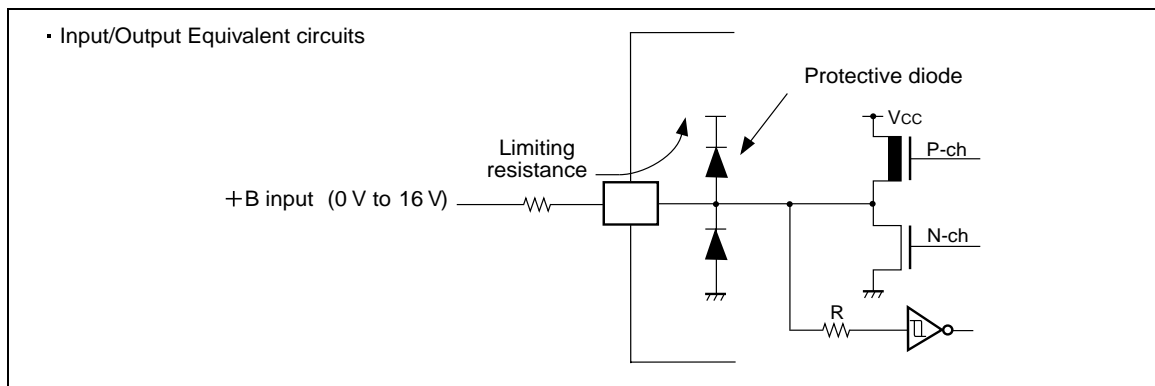 · Input/Output Equivalent circuits
Protective diode
VCC
Limiting
resistance
P-ch
+B input (0 V to 16 V)
N-ch
R